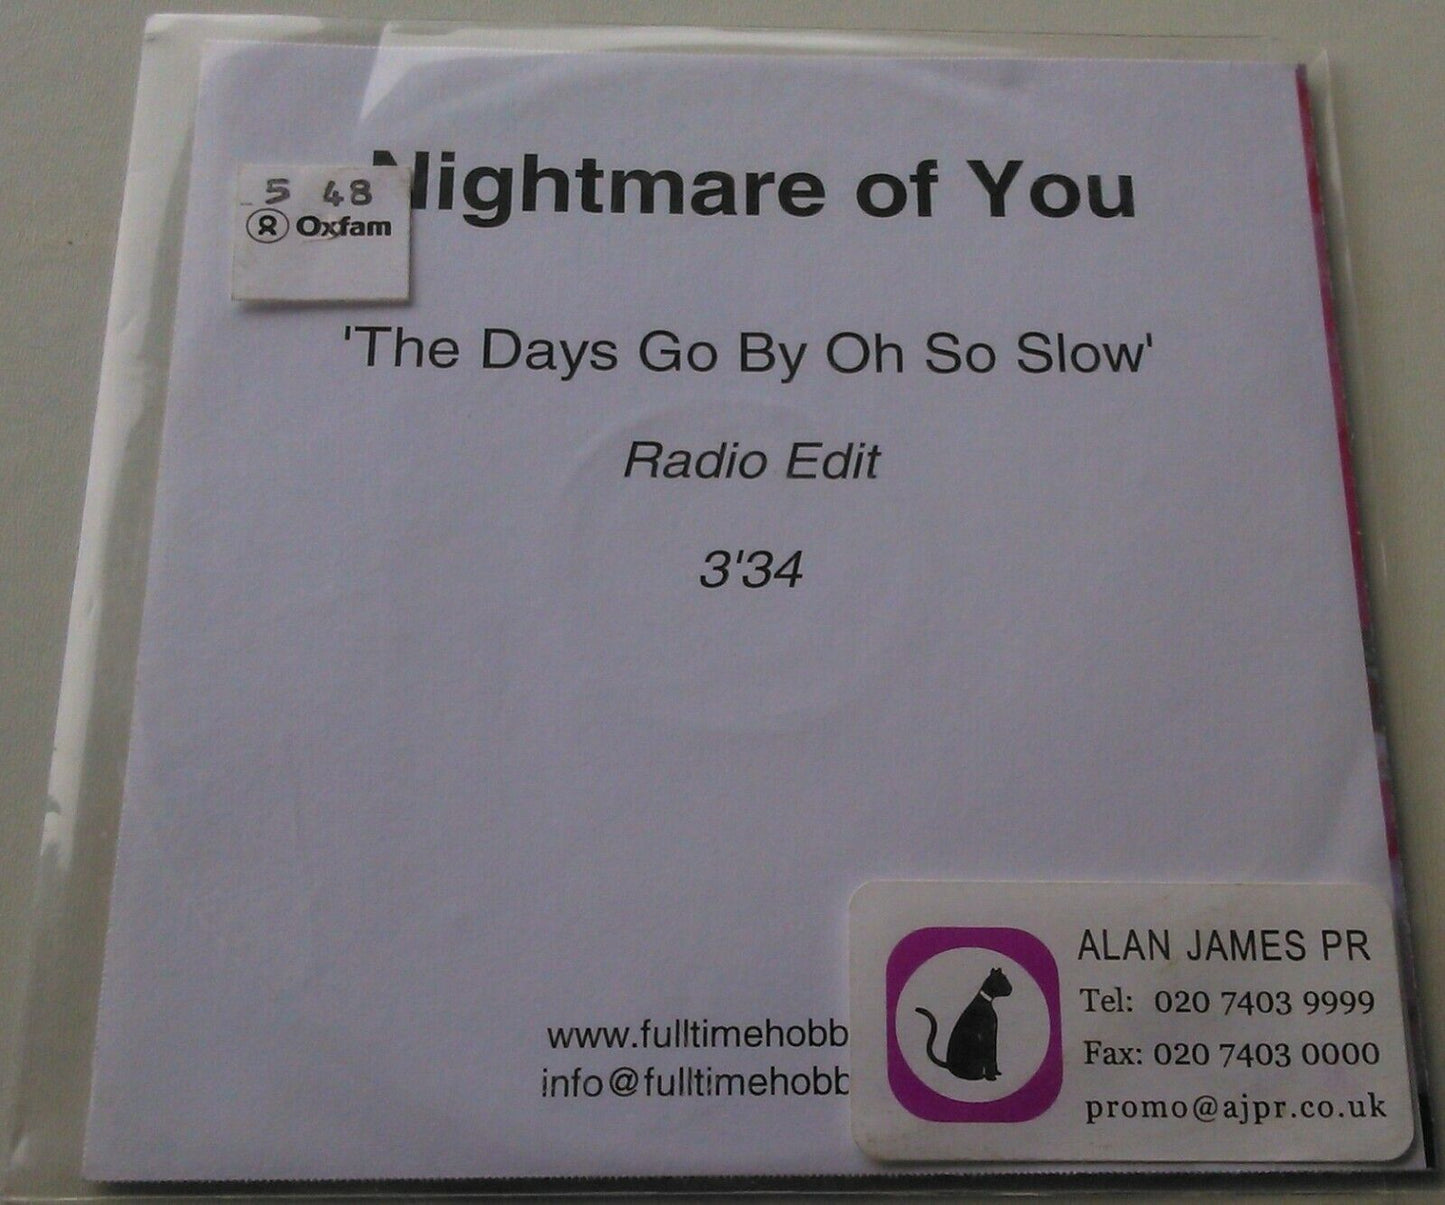 Nightmare of You
5 48
Oxfam
'The Days Go By Oh So Slow'
Radio Edit
3'34
www.fulltimehobb
info@fulltimehobb
ALAN JAMES PR
Tel: 020 7403 9999
Fax: 020 7403 0000
promo@ajpr.co.uk